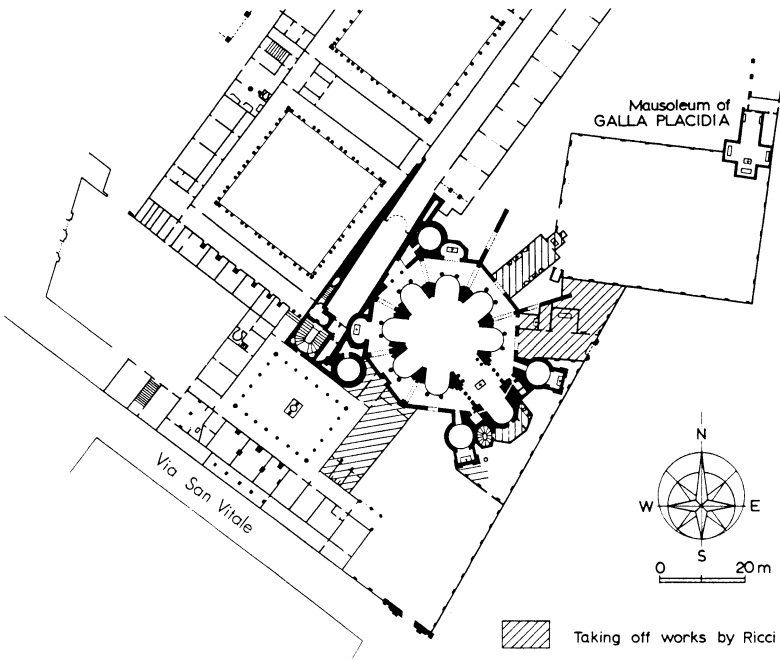 Mausoleum of
GALLA PLACIDIA
Via San Vitale
N
W E
S
0 20 m
Taking off works by Ricci